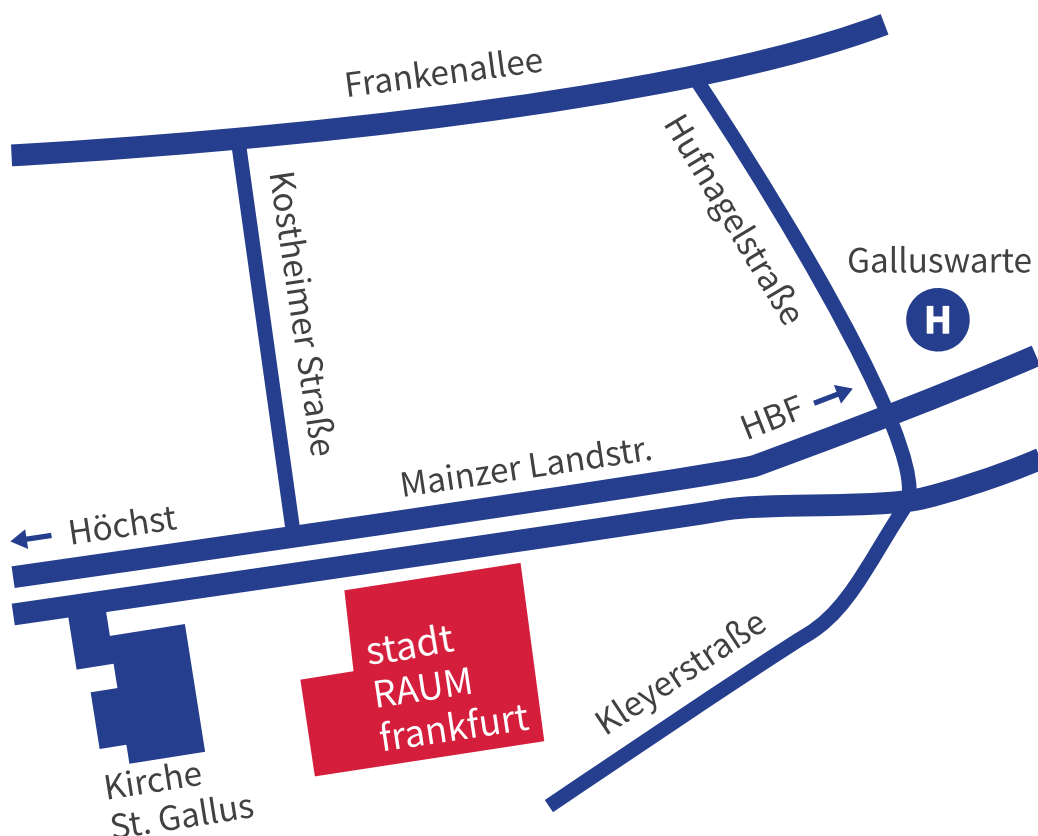 Frankenallee
Kostheimer Straße
Hufnagelstraße
Galluswarte
H
HBF
Mainzer Landstr.
Höchst
stadt
RAUM
frankfurt
Kleyerstraße
Kirche
St. Gallus